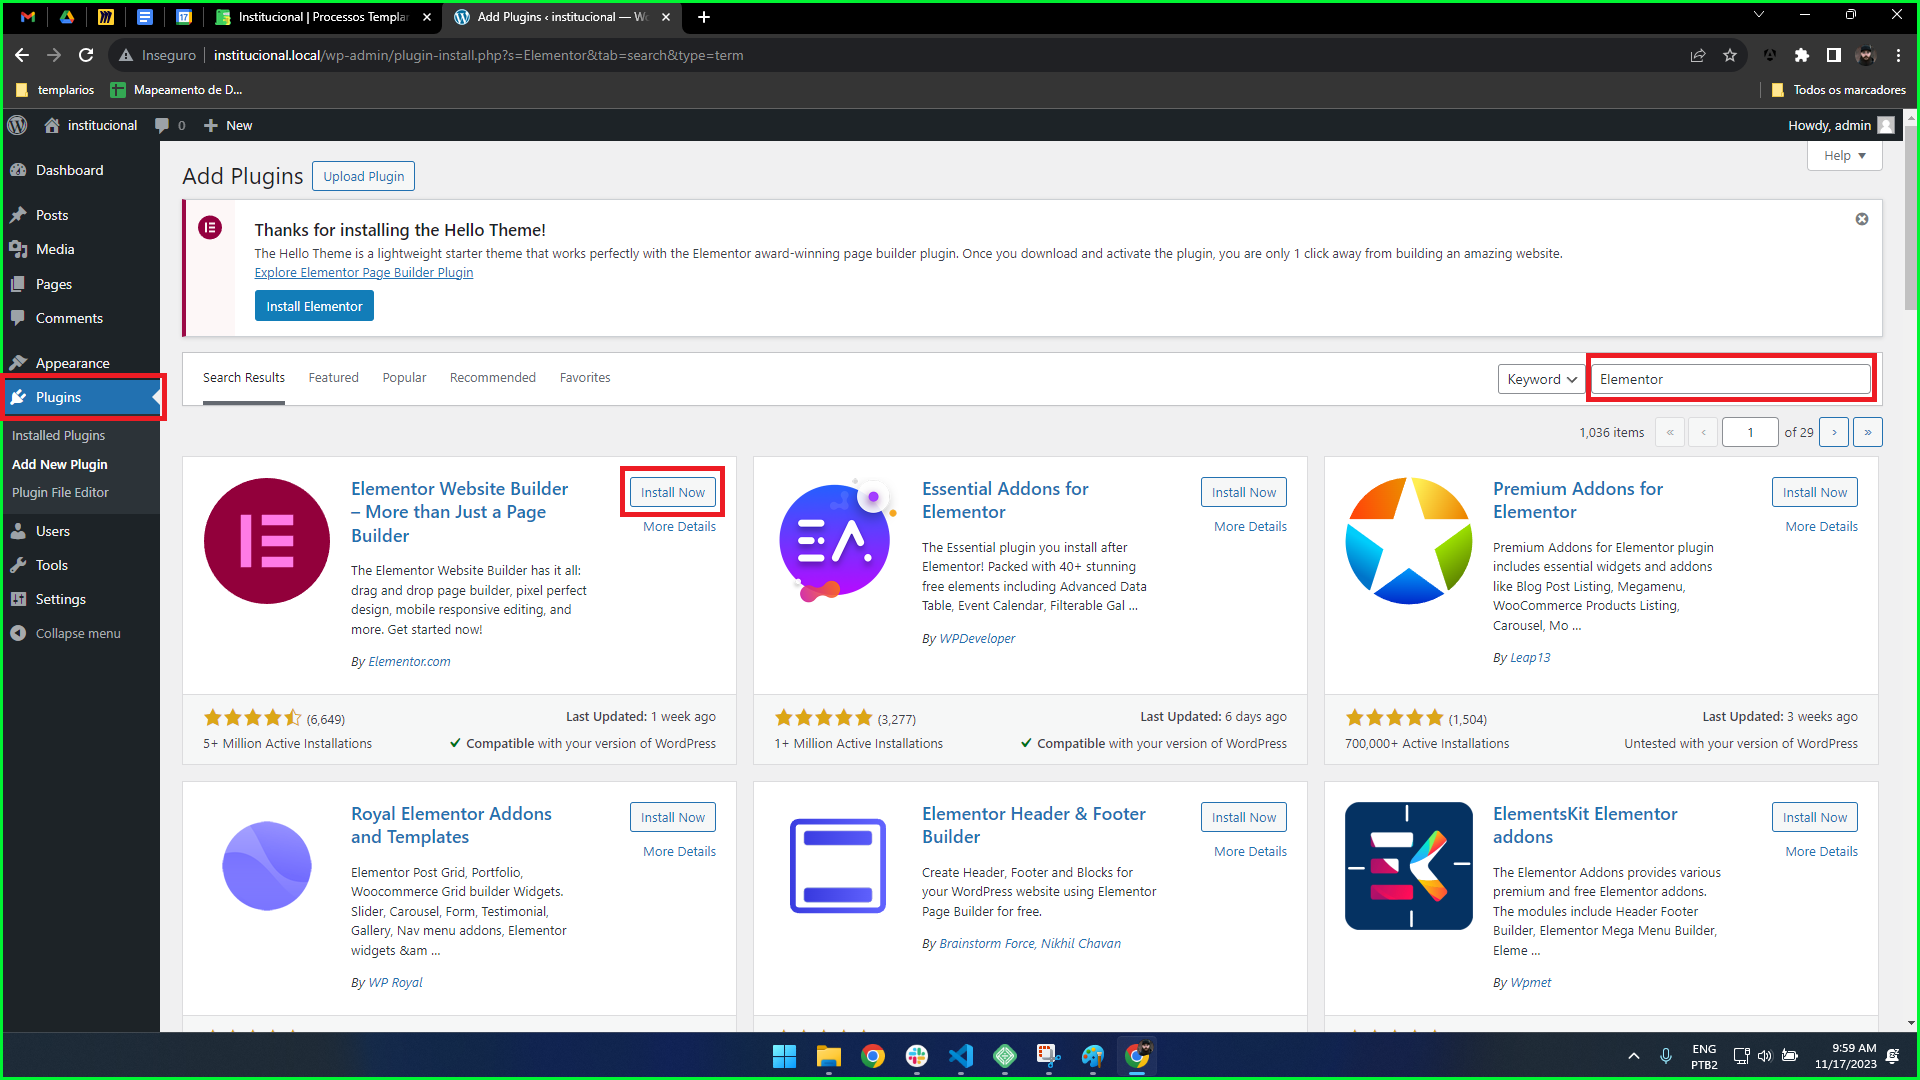 Institucional | Processos Templar
Add Plugins ‹ institucional — Wo
Inseguro
institucional.local/wp-admin/plugin-install.php?s=Elementor&tab=search&type=term
templarios
Mapeamento de D...
Todos os marcadores
institucional
0
New
Howdy, admin
Dashboard
Posts
Media
Pages
Comments
Appearance
Plugins
Installed Plugins
Add New Plugin
Plugin File Editor
Users
Tools
Settings
Collapse menu
Help
Add Plugins
Upload Plugin
Thanks for installing the Hello Theme!
The Hello Theme is a lightweight starter theme that works perfectly with the Elementor award-winning page builder plugin. Once you download and activate the plugin, you are only 1 click away from building an amazing website.
Explore Elementor Page Builder Plugin
Install Elementor
Search Results
Featured
Popular
Recommended
Favorites
Keyword
Elementor
1,036 items
«
‹
1
of 29
›
»
Elementor Website Builder
– More than Just a Page
Builder
Install Now
More Details
The Elementor Website Builder has it all:
drag and drop page builder, pixel perfect
design, mobile responsive editing, and
more. Get started now!
By Elementor.com
(6,649)
Last Updated: 1 week ago
5+ Million Active Installations
Compatible with your version of WordPress
Essential Addons for
Elementor
Install Now
More Details
The Essential plugin you install after
Elementor! Packed with 40+ stunning
free elements including Advanced Data
Table, Event Calendar, Filterable Gal ...
By WPDeveloper
(3,277)
Last Updated: 6 days ago
1+ Million Active Installations
Compatible with your version of WordPress
Premium Addons for
Elementor
Install Now
More Details
Premium Addons for Elementor plugin
includes essential widgets and addons
like Blog Post Listing, Megamenu,
WooCommerce Products Listing,
Carousel, Mo ...
By Leap13
(1,504)
Last Updated: 3 weeks ago
700,000+ Active Installations
Untested with your version of WordPress
Royal Elementor Addons
and Templates
Install Now
More Details
Elementor Post Grid, Portfolio,
Woocommerce Grid builder Widgets.
Slider, Carousel, Form, Testimonial,
Gallery, Nav menu addons, Elementor
widgets &am ...
By WP Royal
Elementor Header & Footer
Builder
Install Now
More Details
Create Header, Footer and Blocks for
your WordPress website using Elementor
Page Builder for free.
By Brainstorm Force, Nikhil Chavan
ElementsKit Elementor
addons
Install Now
More Details
The Elementor Addons provides various
premium and free Elementor addons.
The modules include Header Footer
Builder, Elementor Mega Menu Builder,
Eleme ...
By Wpmet
ENG
PTB2
9:59 AM
11/17/2023